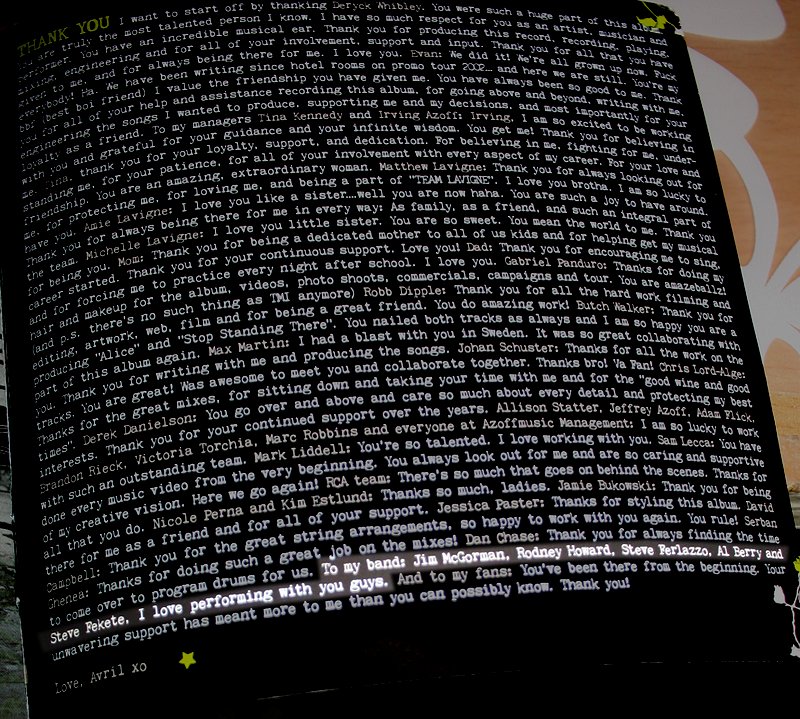 THANK YOU I want to start off by thanking Deryck Whibley. You were such a huge part of this album.
You are truly the most talented person I know. I have so much respect for you as an artist, musician and
performer. You have an incredible musical ear. Thank you for producing this record, recording, playing,
mixing, engineering and for all of your involvement, support and input. Thank you for all that you have
given to me, and for always being there for me. I love you. Evan: We did it! We're all grown up now. Fuck
everybody! Ha. We have been writing since hotel rooms on promo tour 2002... and here we are still. You're my
bbf (best boi friend) I value the friendship you have given me. You have always been so good to me. Thank
you for all of your help and assistance recording this album, for going above and beyond, writing with me,
engineering the songs I wanted to produce, supporting me and my decisions, and most importantly for your
loyalty as a friend. To my managers Tina Kennedy and Irving Azoff: Irving, I am so excited to be working
with you and grateful for your guidance and your infinite wisdom. You get me! Thank you for believing in
me. Tina, thank you for your loyalty, support, and dedication. For believing in me, fighting for me, under-
standing me, for your patience, for all of your involvement with every aspect of my career. For your love and
friendship. You are an amazing, extraordinary woman. Matthew Lavigne: Thank you for always looking out for
me, for protecting me, for loving me, and being a part of "TEAM LAVIGNE". I love you brotha. I am so lucky to
have you. Amie Lavigne: I love you like a sister...well you are now haha. You are such a joy to have around.
Thank you for always being there for me in every way: As family, as a friend, and such an integral part of
the team. Michelle Lavigne: I love you little sister. You are so sweet. You mean the world to me. Thank you
for being you. Mom: Thank you for being a dedicated mother to all of us kids and for helping get my musical
career started. Thank you for your continuous support. Love you! Dad: Thank you for encouraging me to sing,
and for forcing me to practice every night after school. I love you. Gabriel Panduro: Thanks for doing my
hair and makeup for the album, videos, photo shoots, commercials, campaigns and tour. You are amazeballz!
(and p.s. there's no such thing as TMI anymore) Robb Dipple: Thank you for all the hard work filming and
editing, artwork, web, film and for being a great friend. You do amazing work! Butch Walker: Thank you for
producing "Alice" and "Stop Standing There". You nailed both tracks as always and I am so happy you are a
part of this album again. Max Martin: I had a blast with you in Sweden. It was so great collaborating with
you. Thank you for writing with me and producing the songs. Johan Schuster: Thanks for all the work on the
tracks. You are great! Was awesome to meet you and collaborate together. Thanks bro! Va Fan! Chris Lord-Alge:
Thanks for the great mixes, for sitting down and taking your time with me and for the "good wine and good
times". Derek Danielson: You go over and above and care so much about every detail and protecting my best
interests. Thank you for your continued support over the years. Allison Statter, Jeffrey Azoff, Adam Flick,
Brandon Rieck, Victoria Torchia, Marc Robbins and everyone at Azoffmusic Management: I am so lucky to work
with such an outstanding team. Mark Liddell: You're so talented. I love working with you. Sam Lecca: You have
done every music video from the very beginning. You always look out for me and are so caring and supportive
of my creative vision. Here we go again! RCA team: There's so much that goes on behind the scenes. Thanks for
all that you do. Nicole Perna and Kim Estlund: Thanks so much, ladies. Jamie Bukowski: Thank you for being
there for me as a friend and for all of your support. Jessica Paster: Thanks for styling this album. David
Campbell: Thank you for the great string arrangements, so happy to work with you again. You rule! Serban
Ghenea: Thanks for doing such a great job on the mixes! Dan Chase: Thank you for always finding the time
to come over to program drums for us. To my band: Jim McGorman, Rodney Howard, Steve Ferlazzo, Al Berry and
Steve Fekete, I love performing with you guys. And to my fans: You've been there from the beginning. Your
unwavering support has meant more to me than you can possibly know. Thank you!
Love, Avril xo